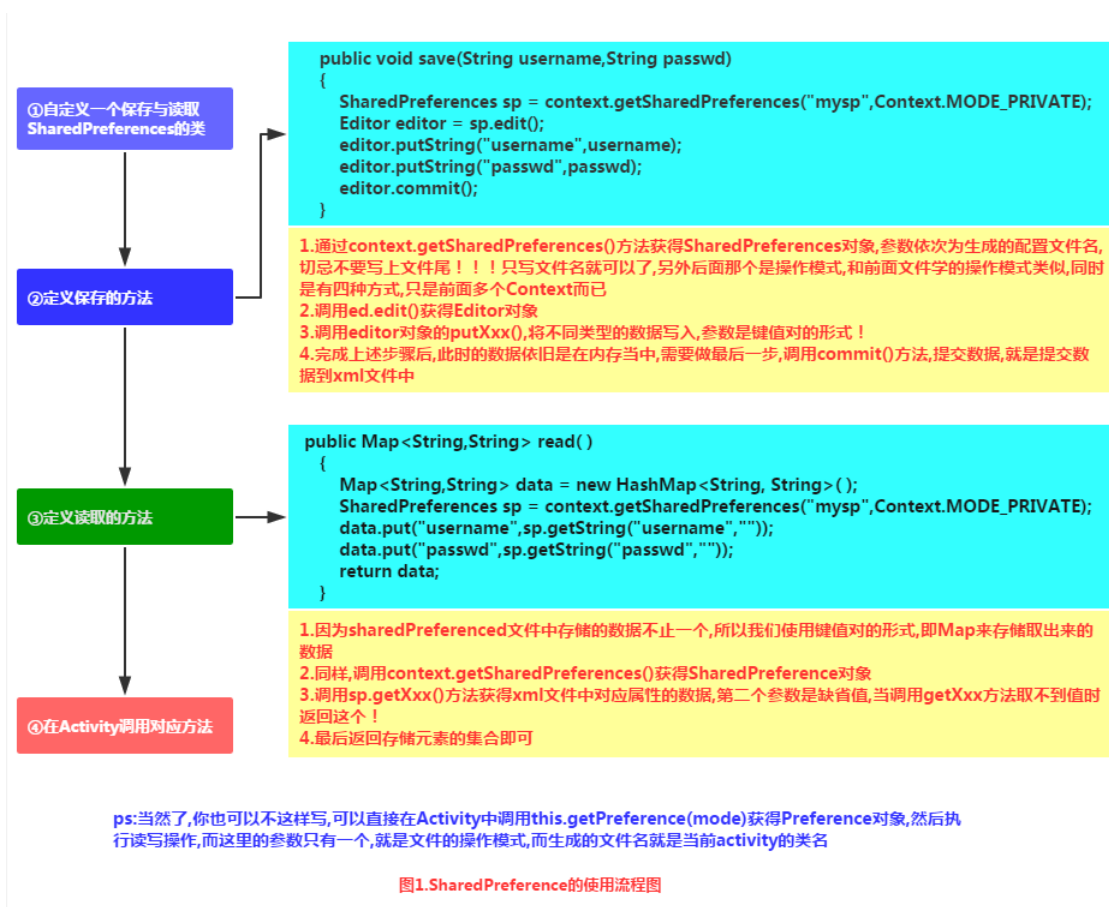 ①自定义一个保存与读取
SharedPreferences的类
public void save(String username,String passwd)
{
SharedPreferences sp = context.getSharedPreferences("mysp",Context.MODE_PRIVATE);
Editor editor = sp.edit();
editor.putString("username",username);
editor.putString("passwd",passwd);
editor.commit();
}
②定义保存的方法
1.通过context.getSharedPreferences()方法获得SharedPreferences对象,参数依次为生成的配置文件名,
切忌不要写上文件尾！！！只写文件名就可以了,另外后面那个是操作模式,和前面文件学的操作模式类似,同时
是有四种方式,只是前面多个Context而已
2.调用ed.edit()获得Editor对象
3.调用editor对象的putXxx(),将不同类型的数据写入,参数是键值对的形式！
4.完成上述步骤后,此时的数据依旧是在内存当中,需要做最后一步,调用commit()方法,提交数据,就是提交数
据到xml文件中
③定义读取的方法
public Map<String,String> read( )
{
Map<String,String> data = new HashMap<String, String>( );
SharedPreferences sp = context.getSharedPreferences("mysp",Context.MODE_PRIVATE);
data.put("username",sp.getString("username",""));
data.put("passwd",sp.getString("passwd",""));
return data;
}
1.因为sharedPreferenced文件中存储的数据不止一个,所以我们使用键值对的形式,即Map来存储取出来的
数据
2.同样,调用context.getSharedPreferences()获得SharedPreference对象
3.调用sp.getXxx()方法获得xml文件中对应属性的数据,第二个参数是缺省值,当调用getXxx方法取不到值时
返回这个！
4.最后返回存储元素的集合即可
④在Activity调用对应方法
ps:当然了,你也可以不这样写,可以直接在Activity中调用this.getPreference(mode)获得Preference对象,然后执
行读写操作,而这里的参数只有一个,就是文件的操作模式,而生成的文件名就是当前activity的类名
图1.SharedPreference的使用流程图